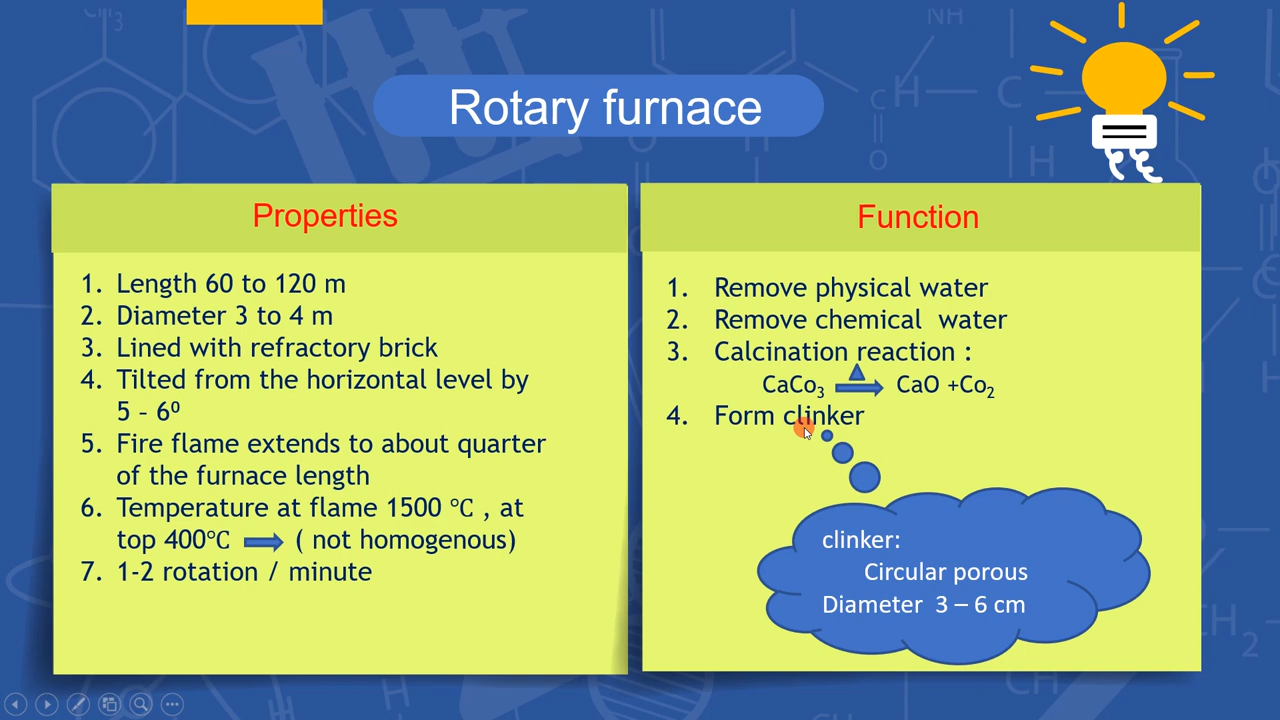 Rotary furnace
Properties
1. Length 60 to 120 m
2. Diameter 3 to 4 m
3. Lined with refractory brick
4. Tilted from the horizontal level by
5 – 6⁰
5. Fire flame extends to about quarter
of the furnace length
6. Temperature at flame 1500 ℃ , at
top 400℃ ( not homogenous)
7. 1-2 rotation / minute
Function
1. Remove physical water
2. Remove chemical water
3. Calcination reaction :
CaCo₃ CaO +Co₂
4. Form clinker
clinker:
Circular porous
Diameter 3 – 6 cm
CH₃
NH
H
C
C
O
O
H
H
H
CH₂
CH